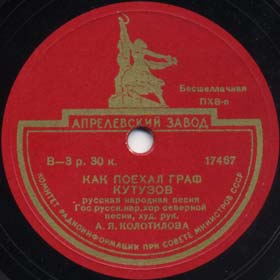 Бесшеллачная
ПХВ-п
АПРЕЛЕВСКИЙ ЗАВОД
В—3 р. 30 к. 17467
КАК ПОЕХАЛ ГРАФ
КУТУЗОВ
русская народная песня
Гос. русск. нар. хор северной
песни, худ. рук.
А. Я. КОЛОТИЛОВА
КОМИТЕТ РАДИОИНФОРМАЦИИ ПРИ СОВЕТЕ МИНИСТРОВ СССР